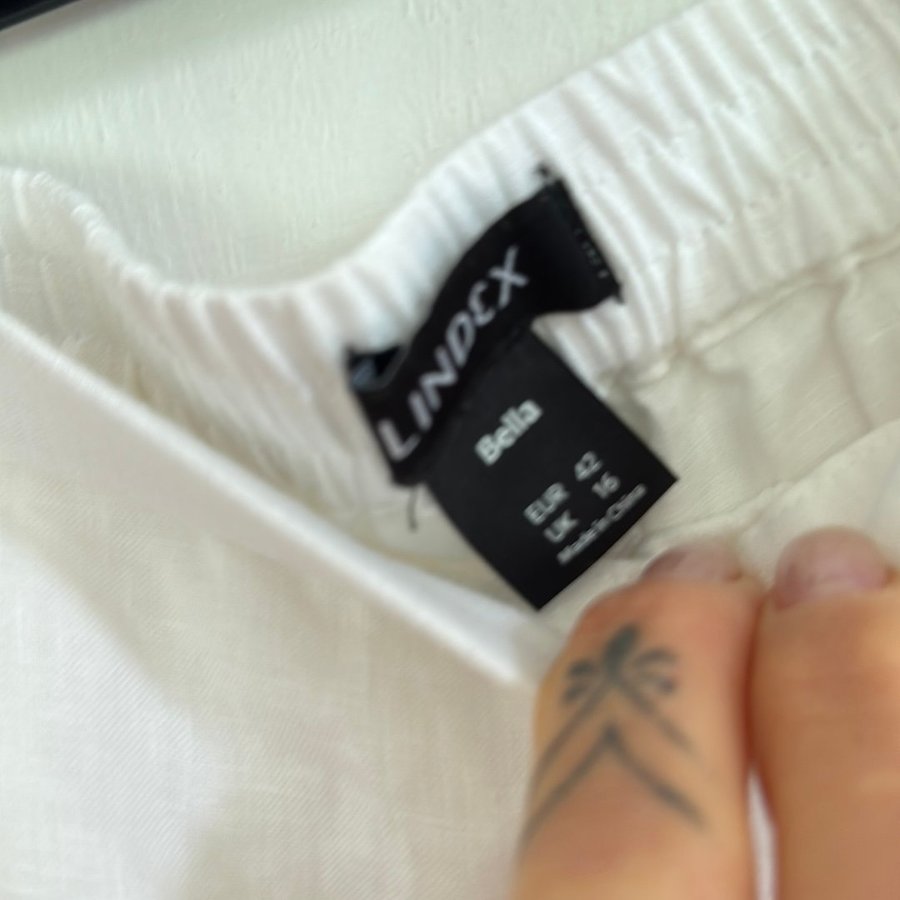 LINDEX
Bella
EUR 42
UK 16
Made in China